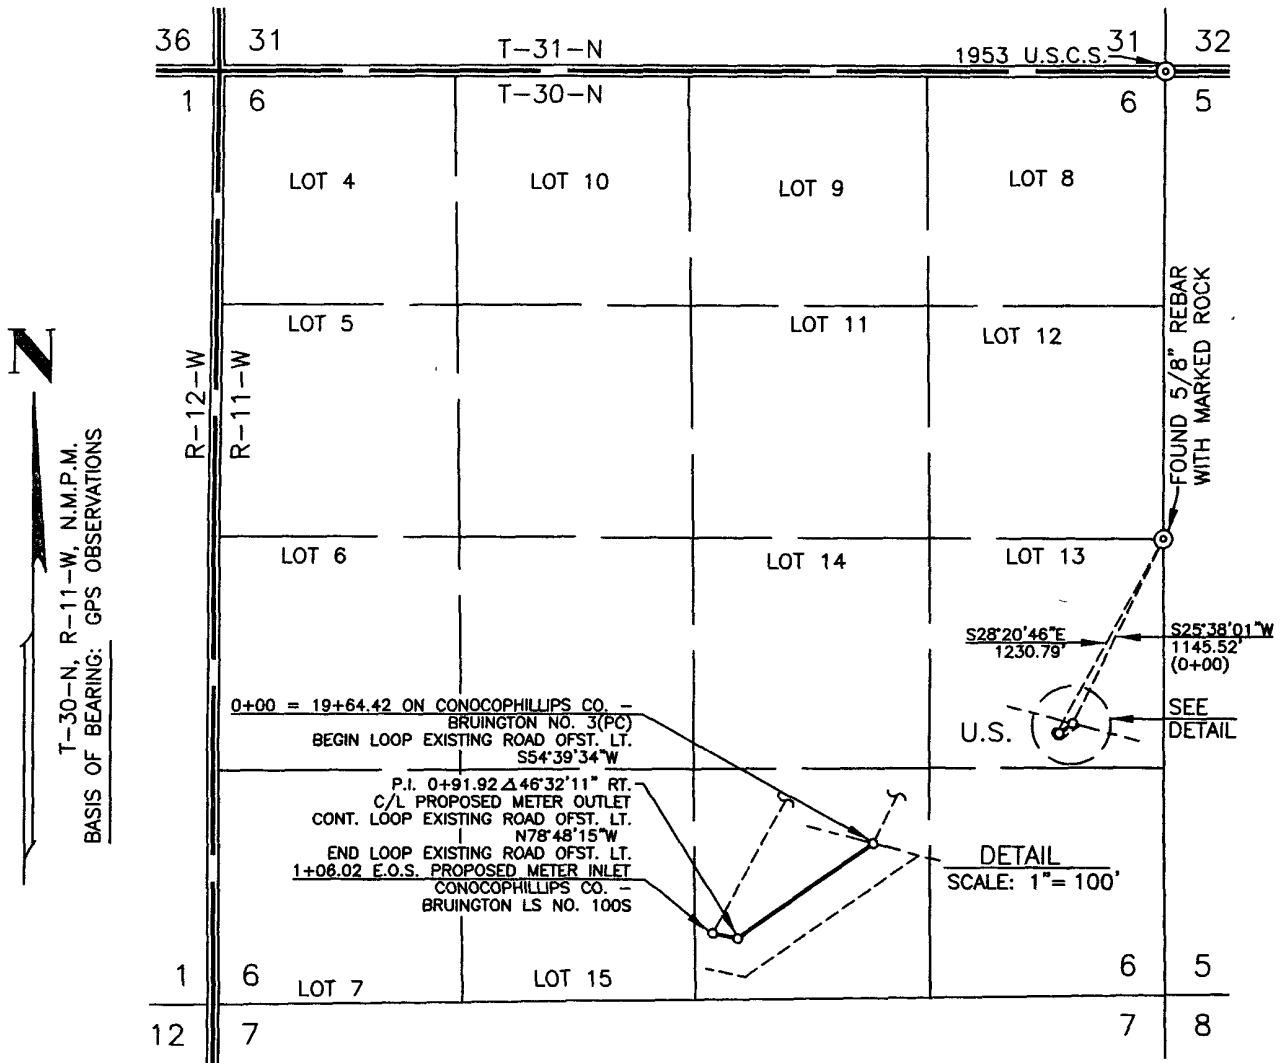 36
31
T-31-N
31
32
1953 U.S.C.S.
1
6
T-30-N
6
5
LOT 4
LOT 10
LOT 9
LOT 8
FOUND 5/8" REBAR
WITH MARKED ROCK
LOT 5
LOT 11
LOT 12
N
R-12-W
R-11-W
T-30-N, R-11-W, N.M.P.M.
BASIS OF BEARING: GPS OBSERVATIONS
LOT 6
LOT 14
LOT 13
S28°20'46"E
1230.79'
S25°38'01"W
1145.52'
(0+00)
U.S.
SEE
DETAIL
0+00 = 19+64.42 ON CONOCOPHILLIPS CO. -
BRUINGTON NO. 3(PC)
BEGIN LOOP EXISTING ROAD OFST. LT.
S54°39'34"W
P.I. 0+91.92 Δ46°32'11" RT.
C/L PROPOSED METER OUTLET
CONT. LOOP EXISTING ROAD OFST. LT.
N78°48'15"W
END LOOP EXISTING ROAD OFST. LT.
1+06.02 E.O.S. PROPOSED METER INLET
CONOCOPHILLIPS CO. -
BRUINGTON LS NO. 100S
DETAIL
SCALE: 1"= 100'
1
6
LOT 7
LOT 15
6
5
12
7
7
8